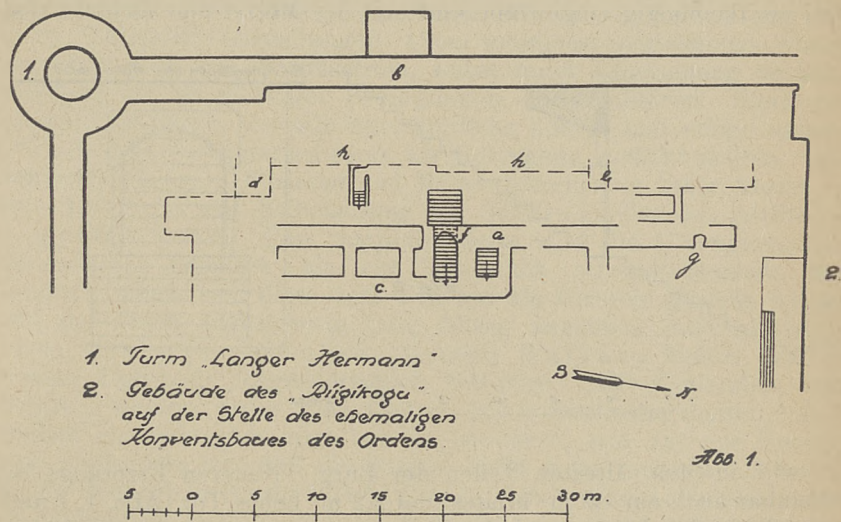 1.
b
h
h
d
e
a
f
g
c.
2.
1. Turm „Langer Hermann"
2. Gebäude des „Riigikogu"
auf der Stelle des ehemaligen
Konventsbaues des Ordens.
S
N.
Abb. 1.
5 0 5 10 15 20 25 30 m.